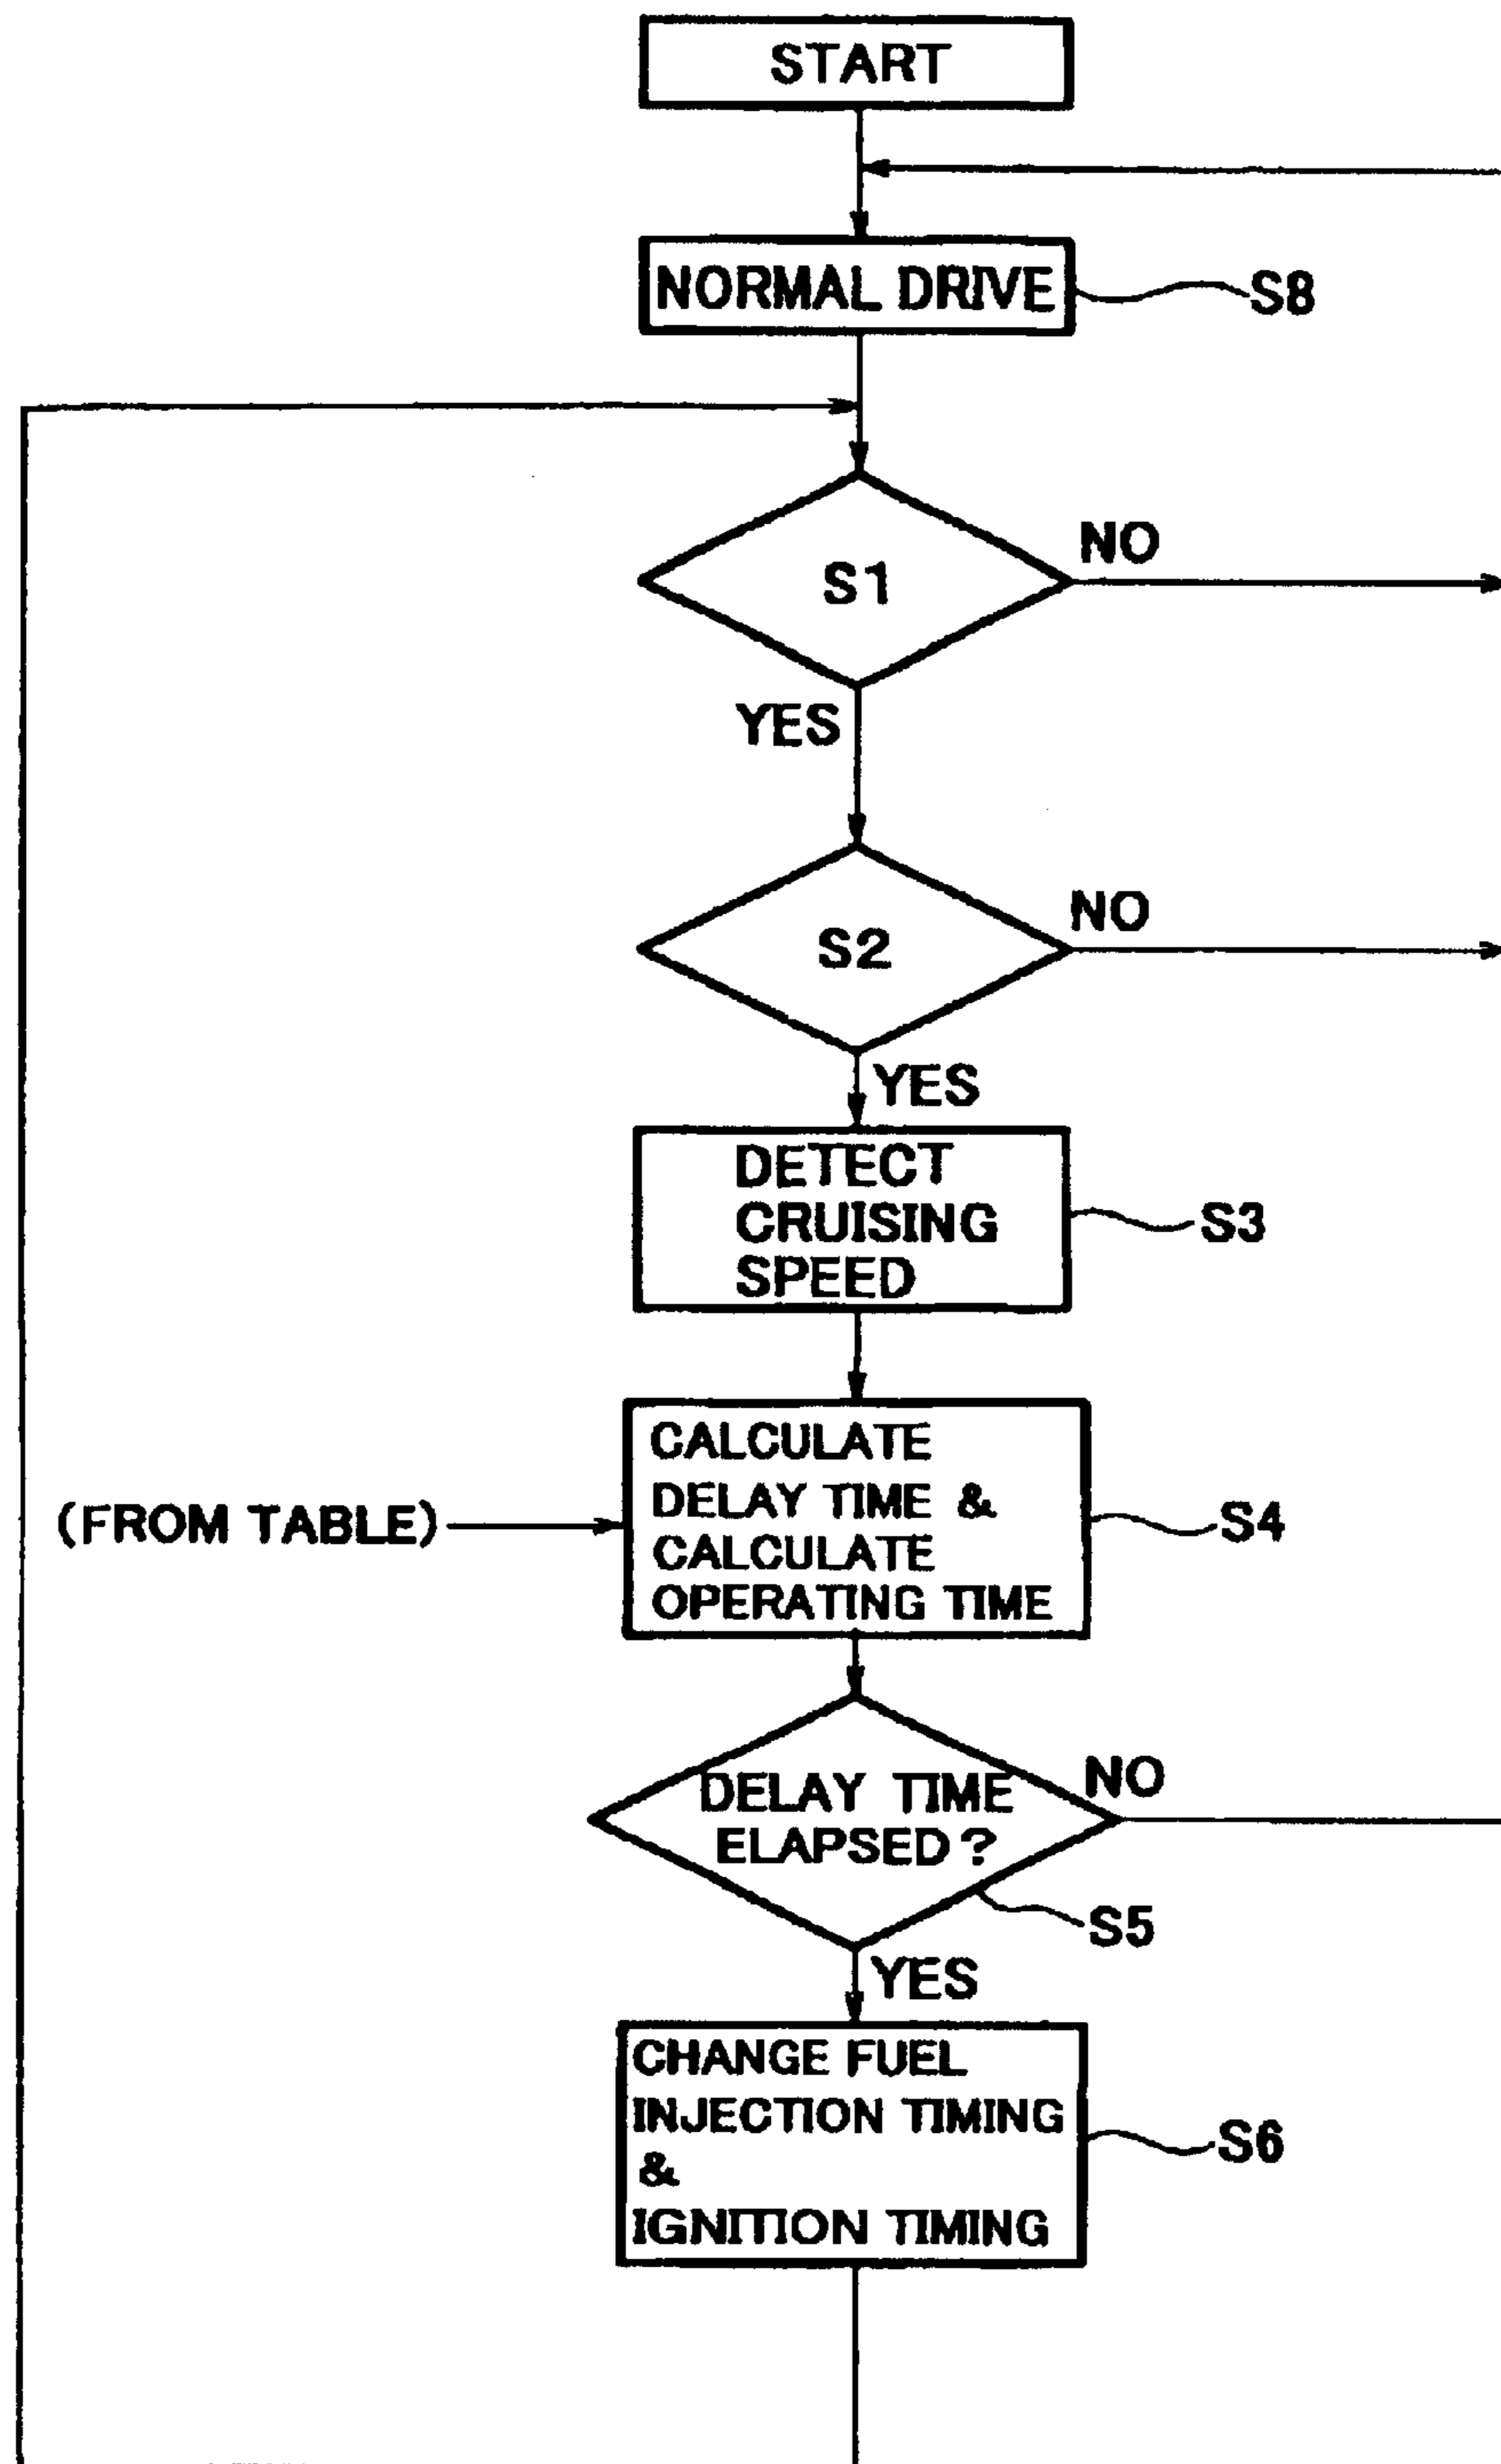 START
NORMAL DRIVE
S8
S1
NO
YES
S2
NO
YES
DETECT
CRUISING
SPEED
S3
(FROM TABLE)
CALCULATE
DELAY TIME &
CALCULATE
OPERATING TIME
S4
DELAY TIME
ELAPSED?
NO
S5
YES
CHANGE FUEL
INJECTION TIMING
&
IGNITION TIMING
S6